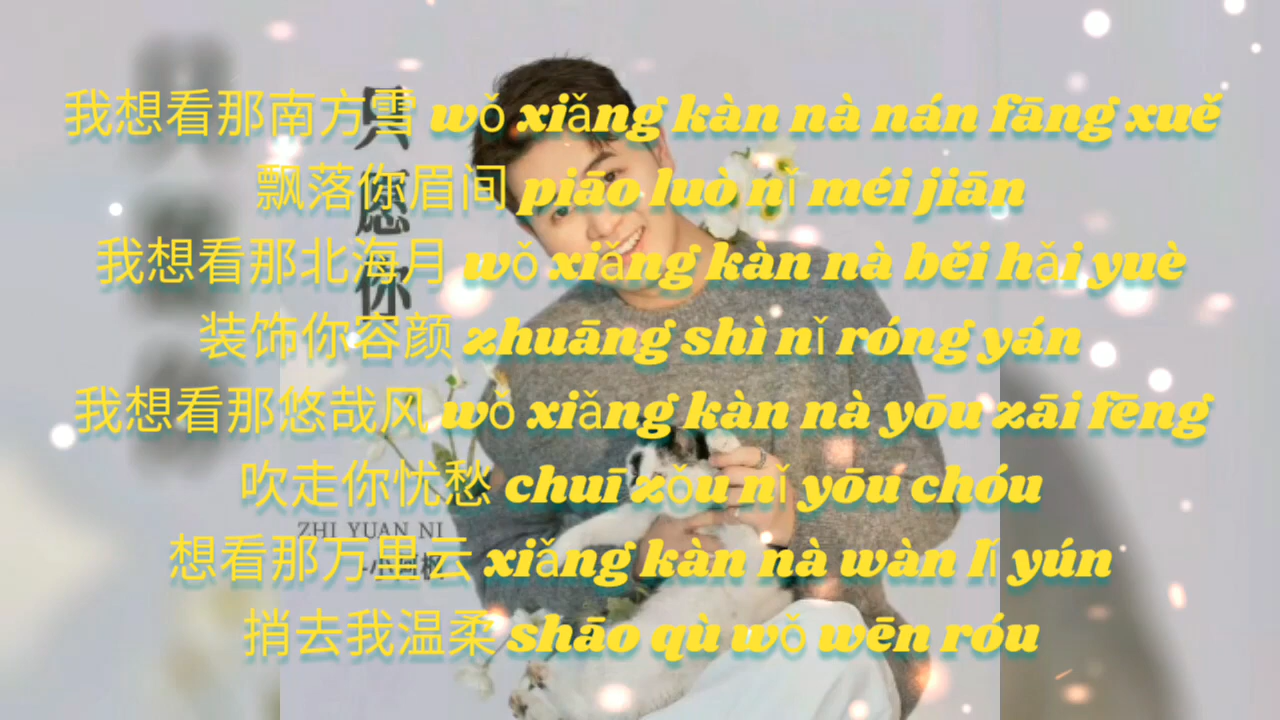 我想看那南方雪 wǒ xiǎng kàn nà nán fāng xuě
飘落你眉间 piāo luò nǐ méi jiān
我想看那北海月 wǒ xiǎng kàn nà běi hǎi yuè
装饰你容颜 zhuāng shì nǐ róng yán
我想看那悠哉风 wǒ xiǎng kàn nà yōu zāi fēng
吹走你忧愁 chuī zǒu nǐ yōu chóu
想看那万里云 xiǎng kàn nà wàn lǐ yún
捎去我温柔 shāo qù wǒ wēn róu
只愿你
ZHI YUAN NI